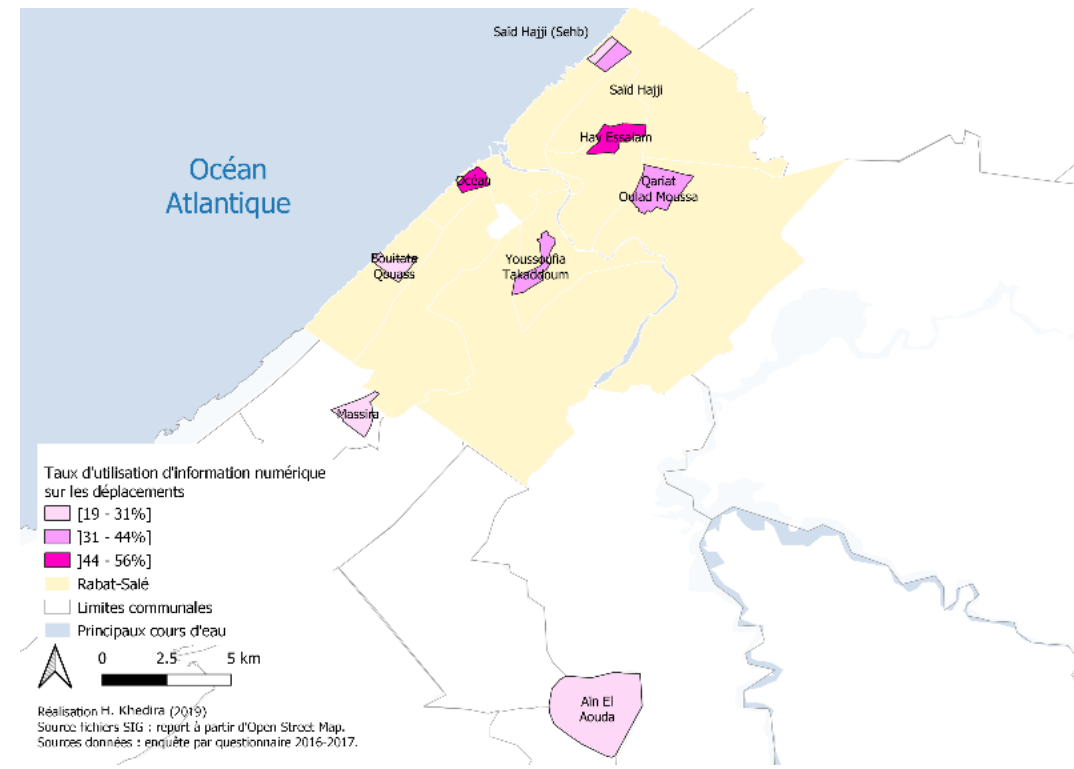 Saïd Hajji (Sehb)
Saïd Hajji
Hay Essalam
Océan
Atlantique
Océan
Qariat
Oulad Moussa
Bouitate
Qouass
Youssoufia
Takaddoum
Massira
Taux d'utilisation d'information numérique
sur les déplacements
[19 - 31%]
]31 - 44%]
]44 - 56%]
Rabat-Salé
Limites communales
Principaux cours d'eau
0 2.5 5 km
Réalisation H. Khedira (2019)
Source fichiers SIG : report à partir d'Open Street Map.
Sources données : enquête par questionnaire 2016-2017.
Aïn El
Aouda